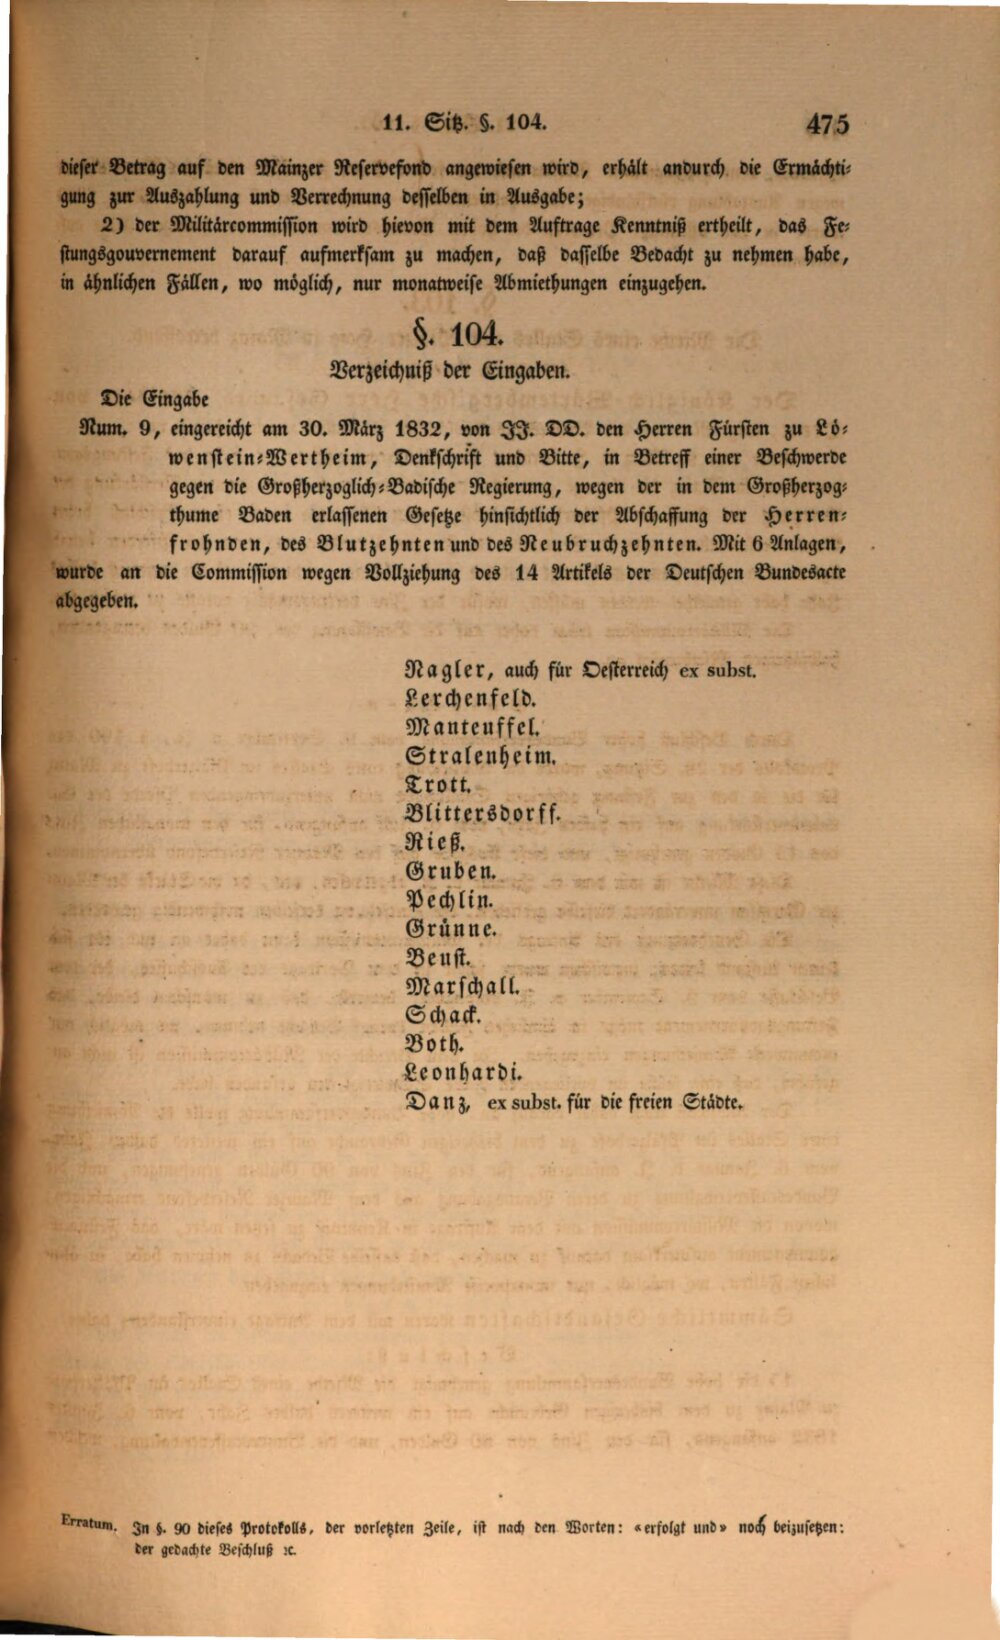 11. Sitz. §. 104.
475
dieser Betrag auf den Mainzer Reservefond angewiesen wird, erhält andurch die Ermächti-
gung zur Auszahlung und Verrechnung desselben in Ausgabe;
2) der Militärcommission wird hievon mit dem Auftrage Kenntniß ertheilt, das Fe-
stungsgouvernement darauf aufmerksam zu machen, daß dasselbe Bedacht zu nehmen habe,
in ähnlichen Fällen, wo möglich, nur monatweise Abmiethungen einzugehen.
§. 104.
Verzeichniß der Eingaben.
Die Eingabe
Num. 9, eingereicht am 30. März 1832, von JJ. DD. den Herren Fürsten zu Lö-
wenstein-Wertheim, Denkschrift und Bitte, in Betreff einer Beschwerde
gegen die Großherzoglich-Badische Regierung, wegen der in dem Großherzog-
thume Baden erlassenen Gesetze hinsichtlich der Abschaffung der Herren-
frohnden, des Blutzehnten und des Neubruchzehnten. Mit 6 Anlagen,
wurde an die Commission wegen Vollziehung des 14 Artikels der Deutschen Bundesacte
abgegeben.
Nagler, auch für Oesterreich ex subst.
Lerchenfeld.
Manteuffel.
Stralenheim.
Trott.
Blittersdorff.
Rieß.
Gruben.
Pechlin.
Grünne.
Beust.
Marschall.
Schack.
Both.
Leonhardi.
Danz, ex subst. für die freien Städte.
Erratum. In §. 90 dieses Protokolls, der vorletzten Zeile, ist nach den Worten: «erfolgt und» noch beizusetzen:
der gedachte Beschluß ꝛc.